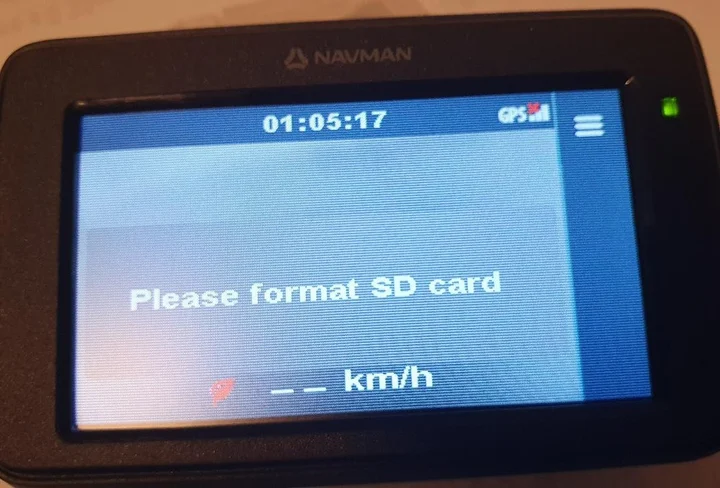 NAVMAN
01:05:17
GPS
Please format SD card
_ _ km/h